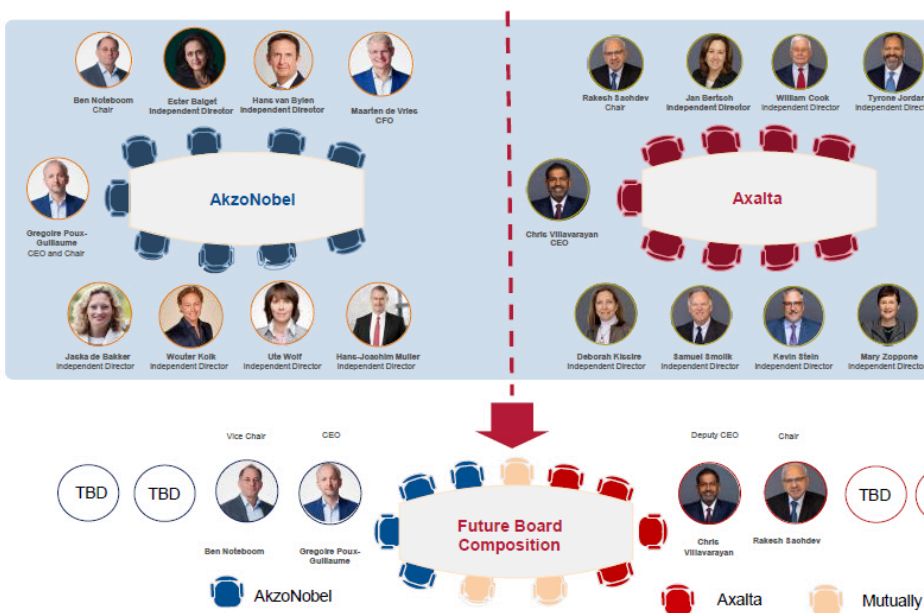 Ben Noteboom
Chair
Ester Baiget
Independent Director
Hans van Bylen
Independent Director
Maarten de Vries
CFO
Rakesh Sachdev
Chair
Jan Bertsch
Independent Director
William Cook
Independent Director
Tyrone Jordan
Independent Direct
AkzoNobel
Axalta
Gregoire Poux-
Guillaume
CEO and Chair
Chris Villavarayan
CEO
Jaska de Bakker
Independent Director
Wouter Kolk
Independent Director
Ute Wolf
Independent Director
Hans-Joachim Muller
Independent Director
Deborah Kissire
Independent Director
Samuel Smolik
Independent Director
Kevin Stein
Independent Director
Mary Zoppone
Independent Director
Vice Chair
CEO
Deputy CEO
Chair
TBD
TBD
TBD
Future Board
Composition
Ben Noteboom
Gregoire Poux-
Guillaume
Chris
Villavarayan
Rakesh Sachdev
AkzoNobel
Axalta
Mutually